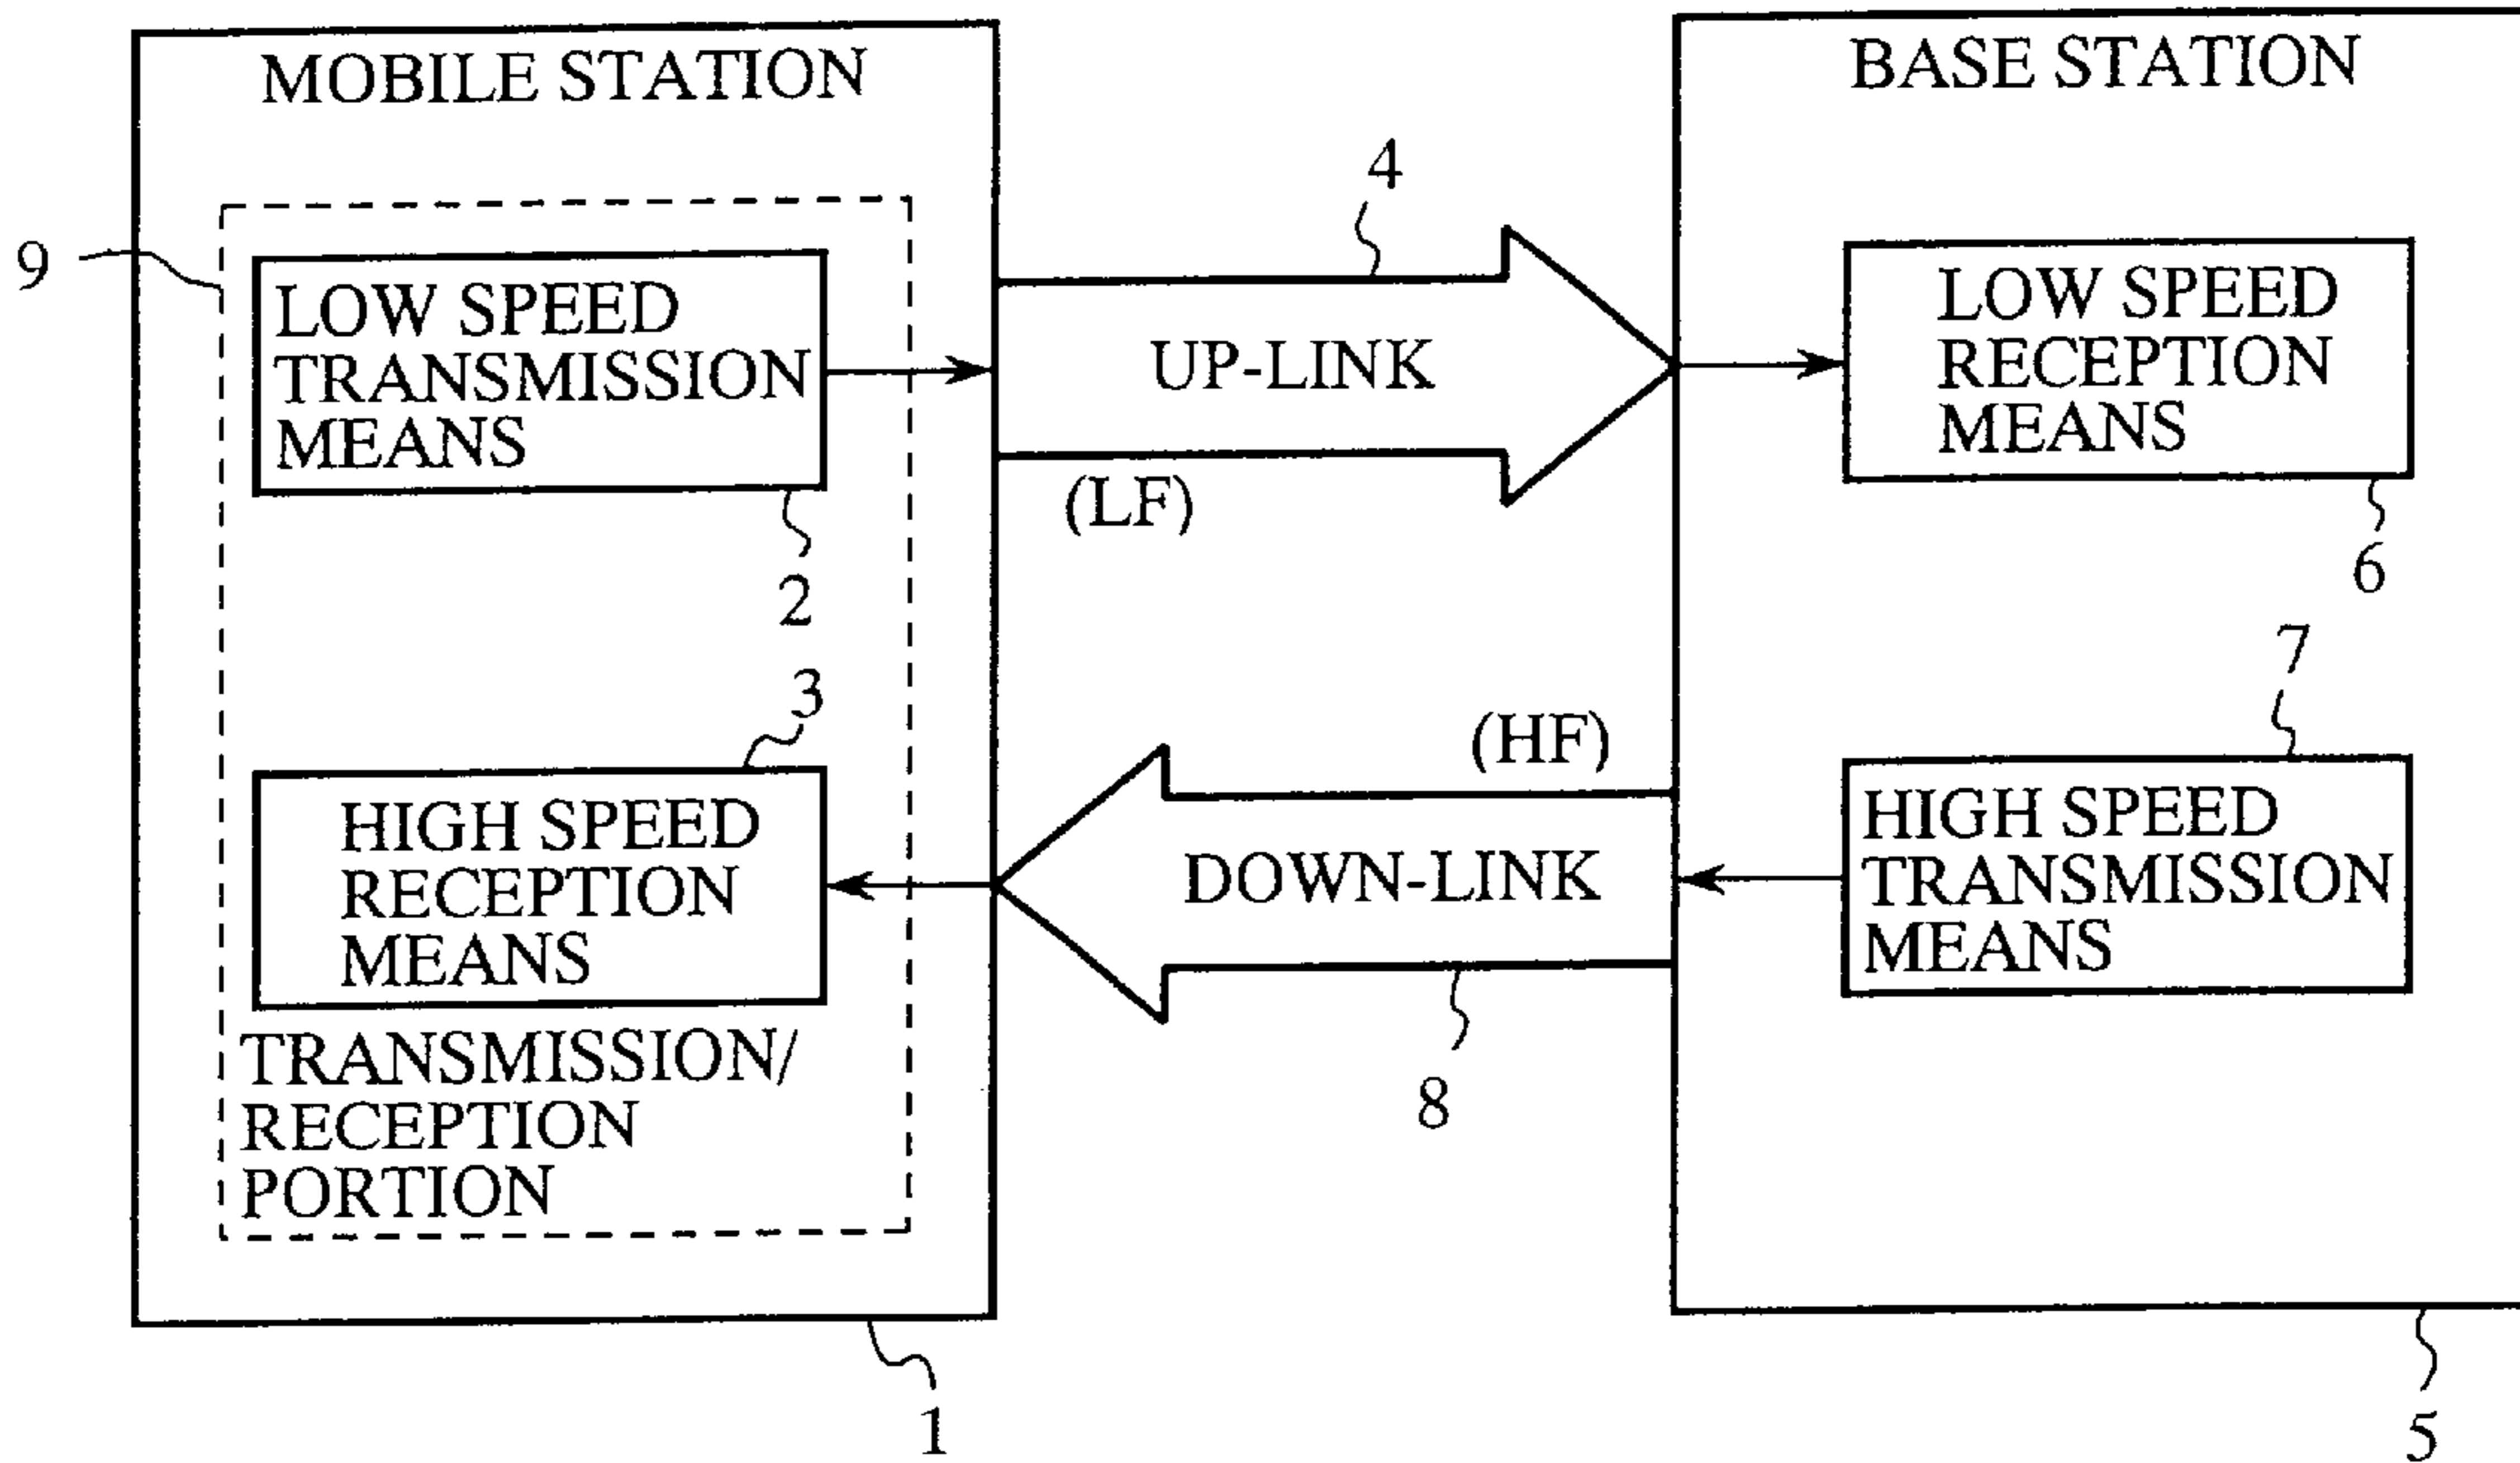 MOBILE STATION
BASE STATION
4
9
LOW SPEED
TRANSMISSION
MEANS
UP-LINK
(LF)
LOW SPEED
RECEPTION
MEANS
2
6
3
7
(HF)
HIGH SPEED
RECEPTION
MEANS
DOWN-LINK
HIGH SPEED
TRANSMISSION
MEANS
TRANSMISSION/
RECEPTION
PORTION
8
1
5